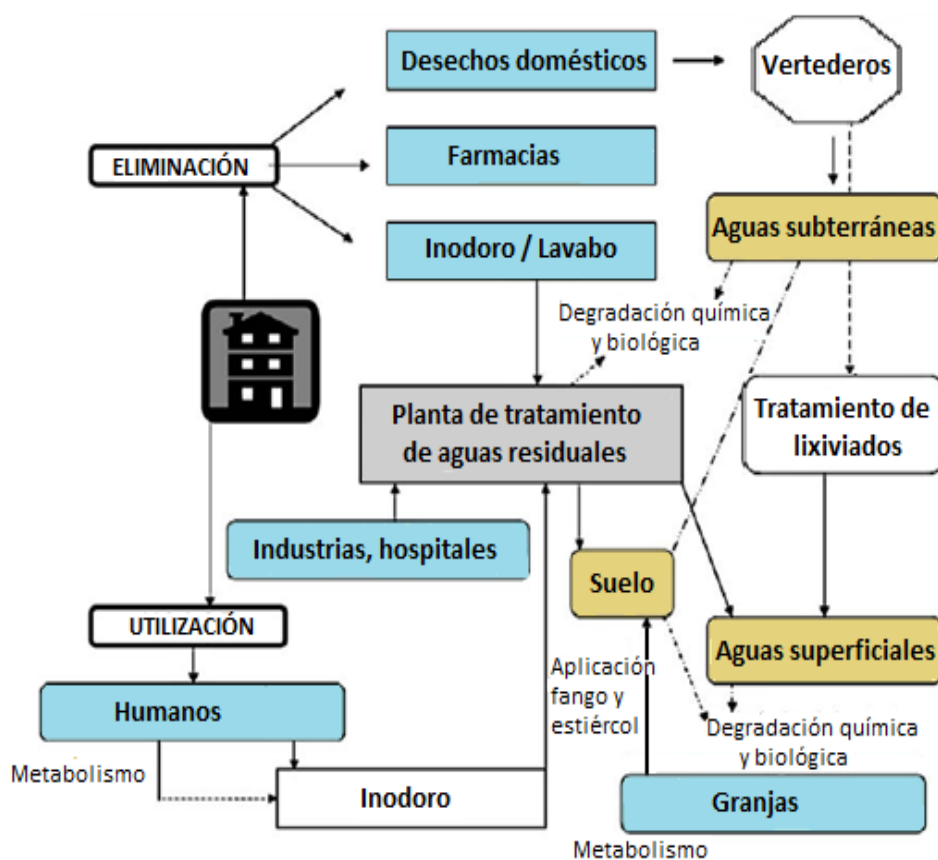 Desechos domésticos
Vertederos
ELIMINACIÓN
Farmacias
Aguas subterráneas
Inodoro / Lavabo
Degradación química
y biológica
Planta de tratamiento
de aguas residuales
Tratamiento de
lixiviados
Industrias, hospitales
Suelo
UTILIZACIÓN
Aguas superficiales
Aplicación
fango y
estiércol
Humanos
Degradación química
y biológica
Metabolismo
Inodoro
Granjas
Metabolismo